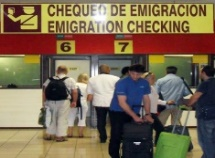 CHEQUEO DE EMIGRACION
EMIGRATION CHECKING
6 7